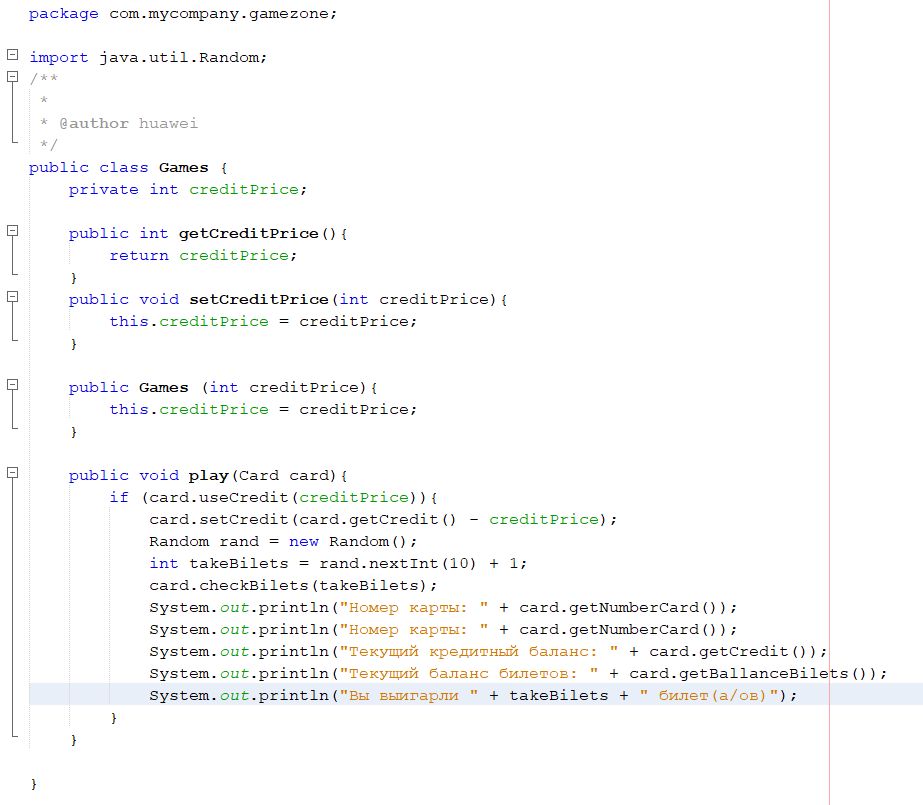 package com.mycompany.gamezone;
import java.util.Random;
/**
*
* @author huawei
*/
public class Games {
private int creditPrice;
public int getCreditPrice(){
return creditPrice;
}
public void setCreditPrice(int creditPrice){
this.creditPrice = creditPrice;
}
public Games (int creditPrice){
this.creditPrice = creditPrice;
}
public void play(Card card){
if (card.useCredit(creditPrice)){
card.setCredit(card.getCredit() - creditPrice);
Random rand = new Random();
int takeBilets = rand.nextInt(10) + 1;
card.checkBilets(takeBilets);
System.out.println("Номер карты: " + card.getNumberCard());
System.out.println("Номер карты: " + card.getNumberCard());
System.out.println("Текущий кредитный баланс: " + card.getCredit());
System.out.println("Текущий баланс билетов: " + card.getBallanceBilets());
System.out.println("Вы выигарли " + takeBilets + " билет(а/ов)");
}
}
}